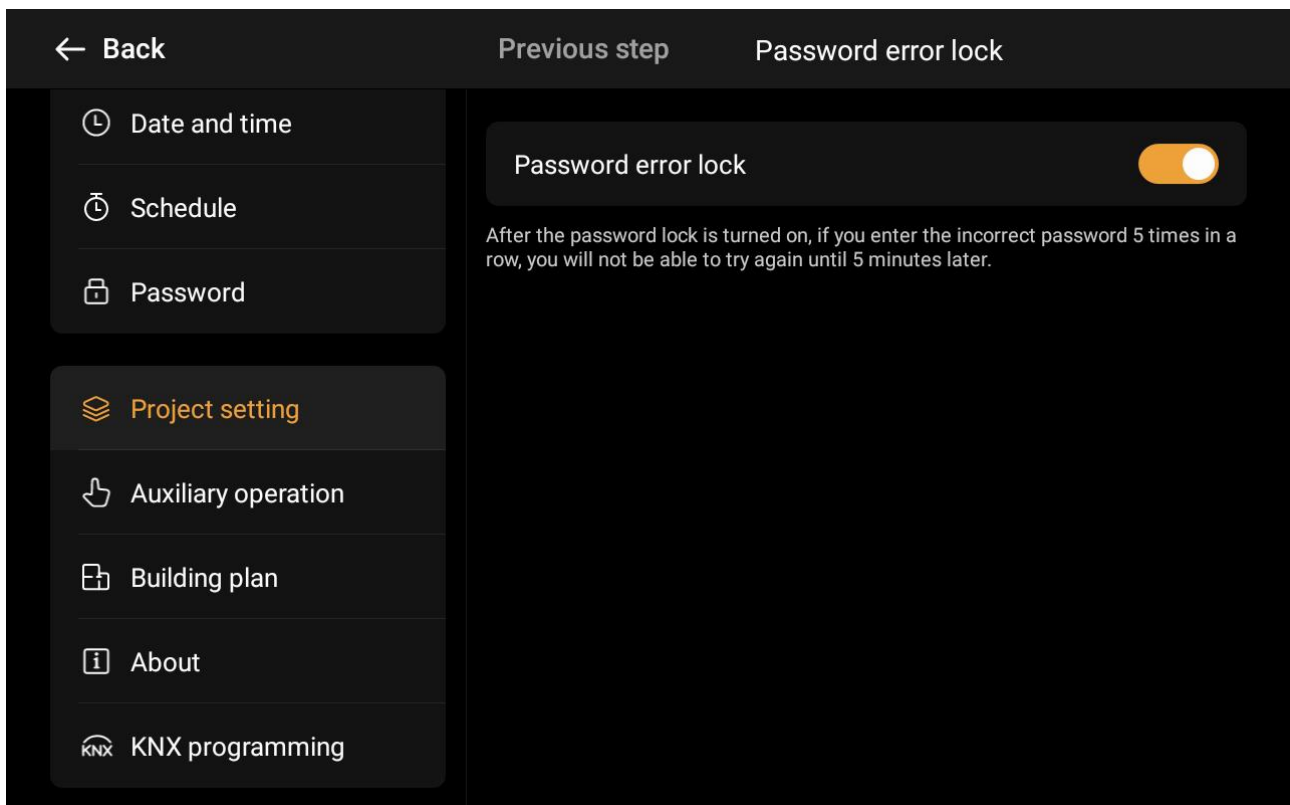 Back
Previous step
Password error lock
Date and time
Schedule
Password
Project setting
Auxiliary operation
Building plan
About
KNX KNX programming
Password error lock
After the password lock is turned on, if you enter the incorrect password 5 times in a
row, you will not be able to try again until 5 minutes later.